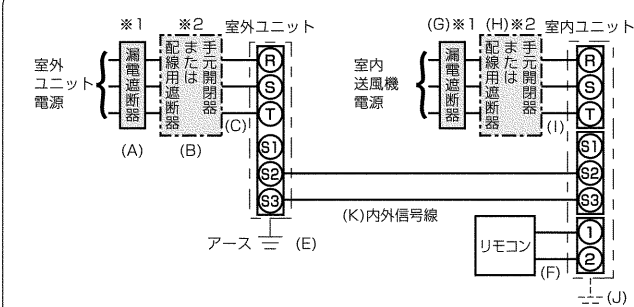 ※1
※2
室外ユニット
室外
ユニット
電源
漏電遮断器
手元開閉器
または
配線用遮断器
(A)
(B)
(C)
R
S
T
S1
S2
S3
アース
(E)
(G)※1
(H)※2
室内ユニット
室内
送風機
電源
漏電遮断器
手元開閉器
または
配線用遮断器
(I)
R
S
T
S1
S2
S3
(K)内外信号線
リモコン
(F)
1
2
(J)